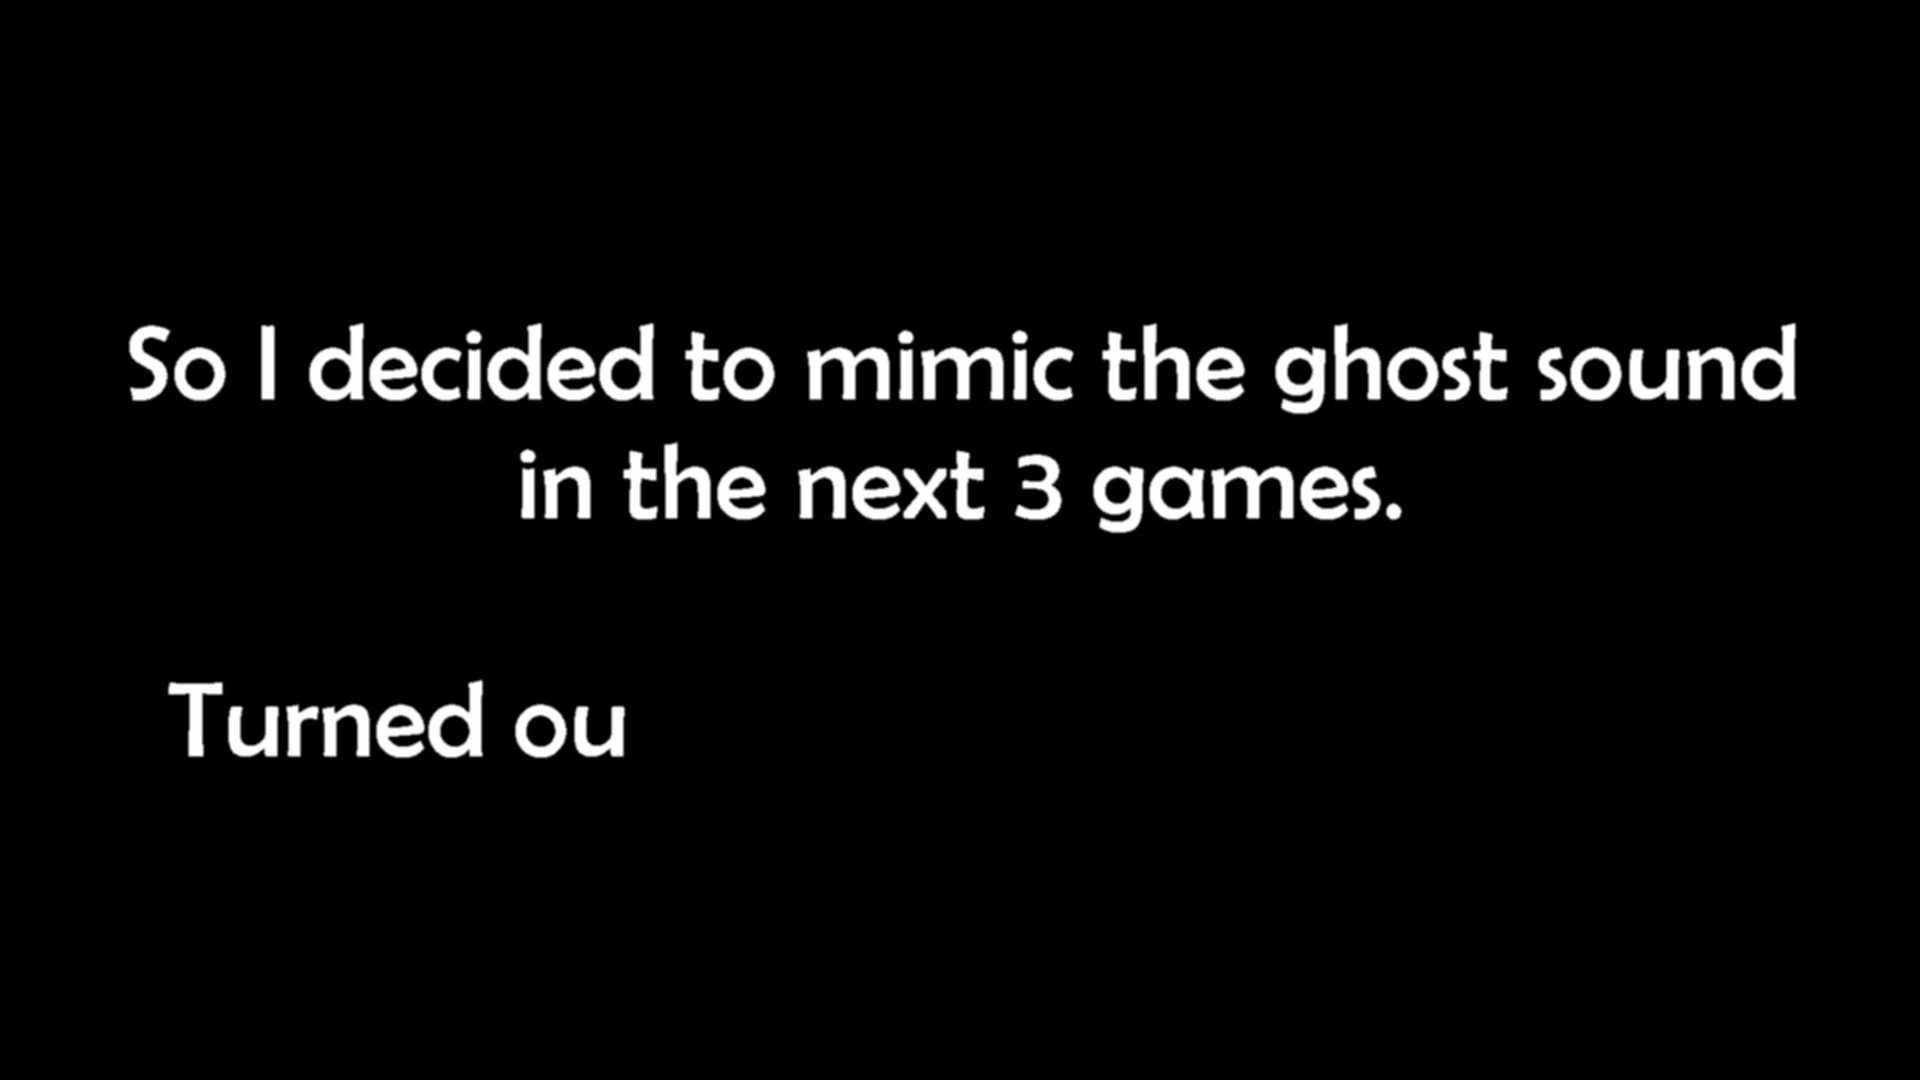 So I decided to mimic the ghost sound
in the next 3 games.
Turned ou